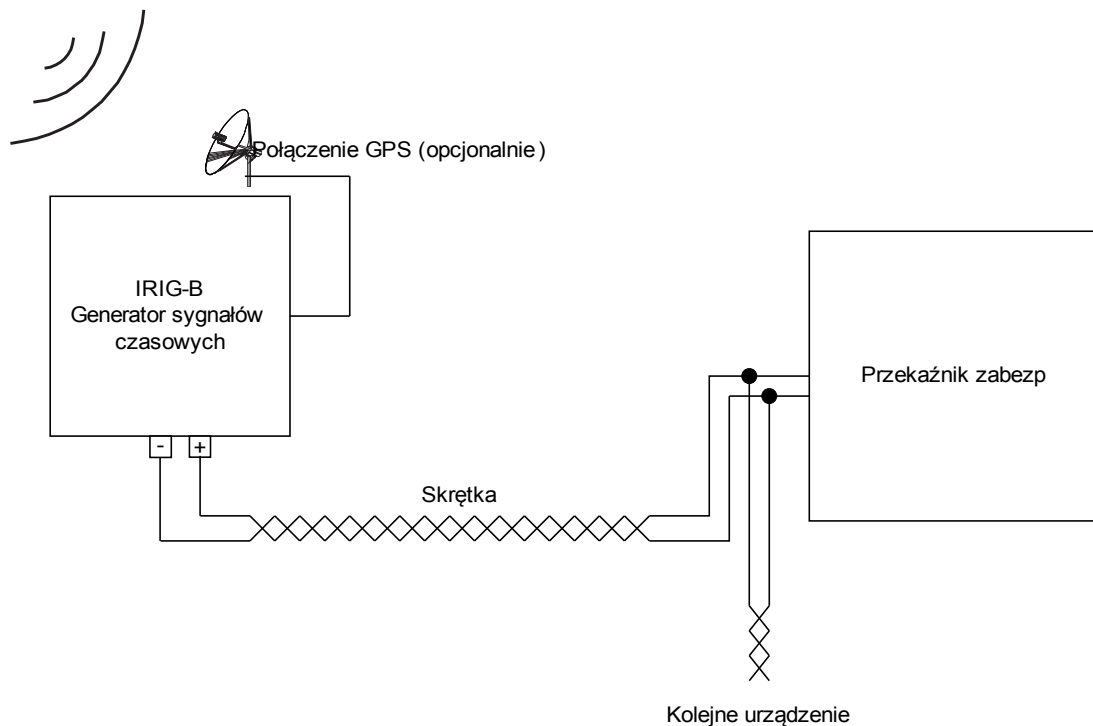 Połączenie GPS (opcjonalnie)
IRIG-B
Generator sygnałów
czasowych
- +
Przekaźnik zabezp
Skrętka
Kolejne urządzenie